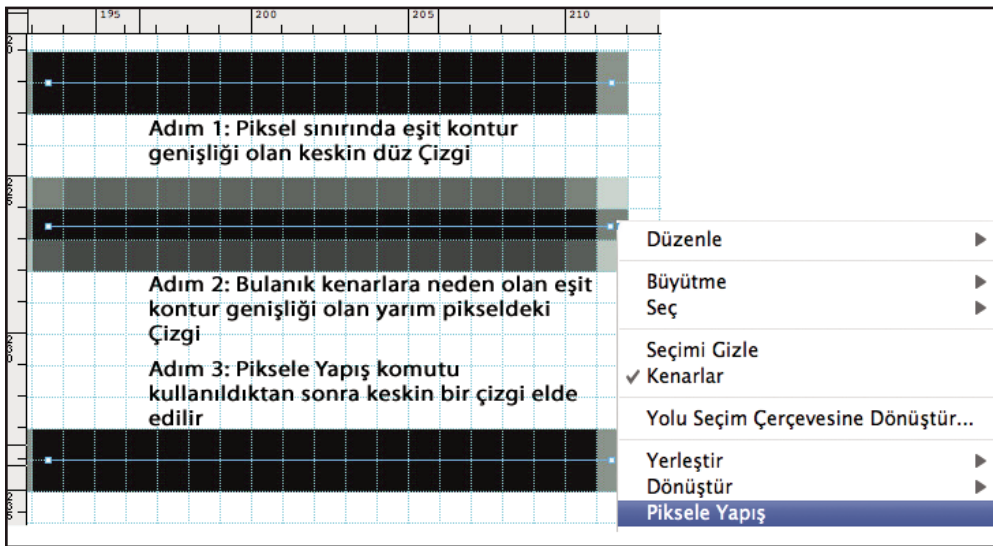 195 200 205 210
Adım 1: Piksel sınırında eşit kontur
genişliği olan keskin düz Çizgi
Adım 2: Bulanık kenarlara neden olan eşit
kontur genişliği olan yarım pikseldeki
Çizgi
Adım 3: Piksele Yapış komutu
kullanıldıktan sonra keskin bir çizgi elde
edilir
Düzenle
Büyütme
Seç
Seçimi Gizle
Kenarlar
Yolu Seçim Çerçevesine Dönüştür...
Yerleştir
Dönüştür
Piksele Yapış